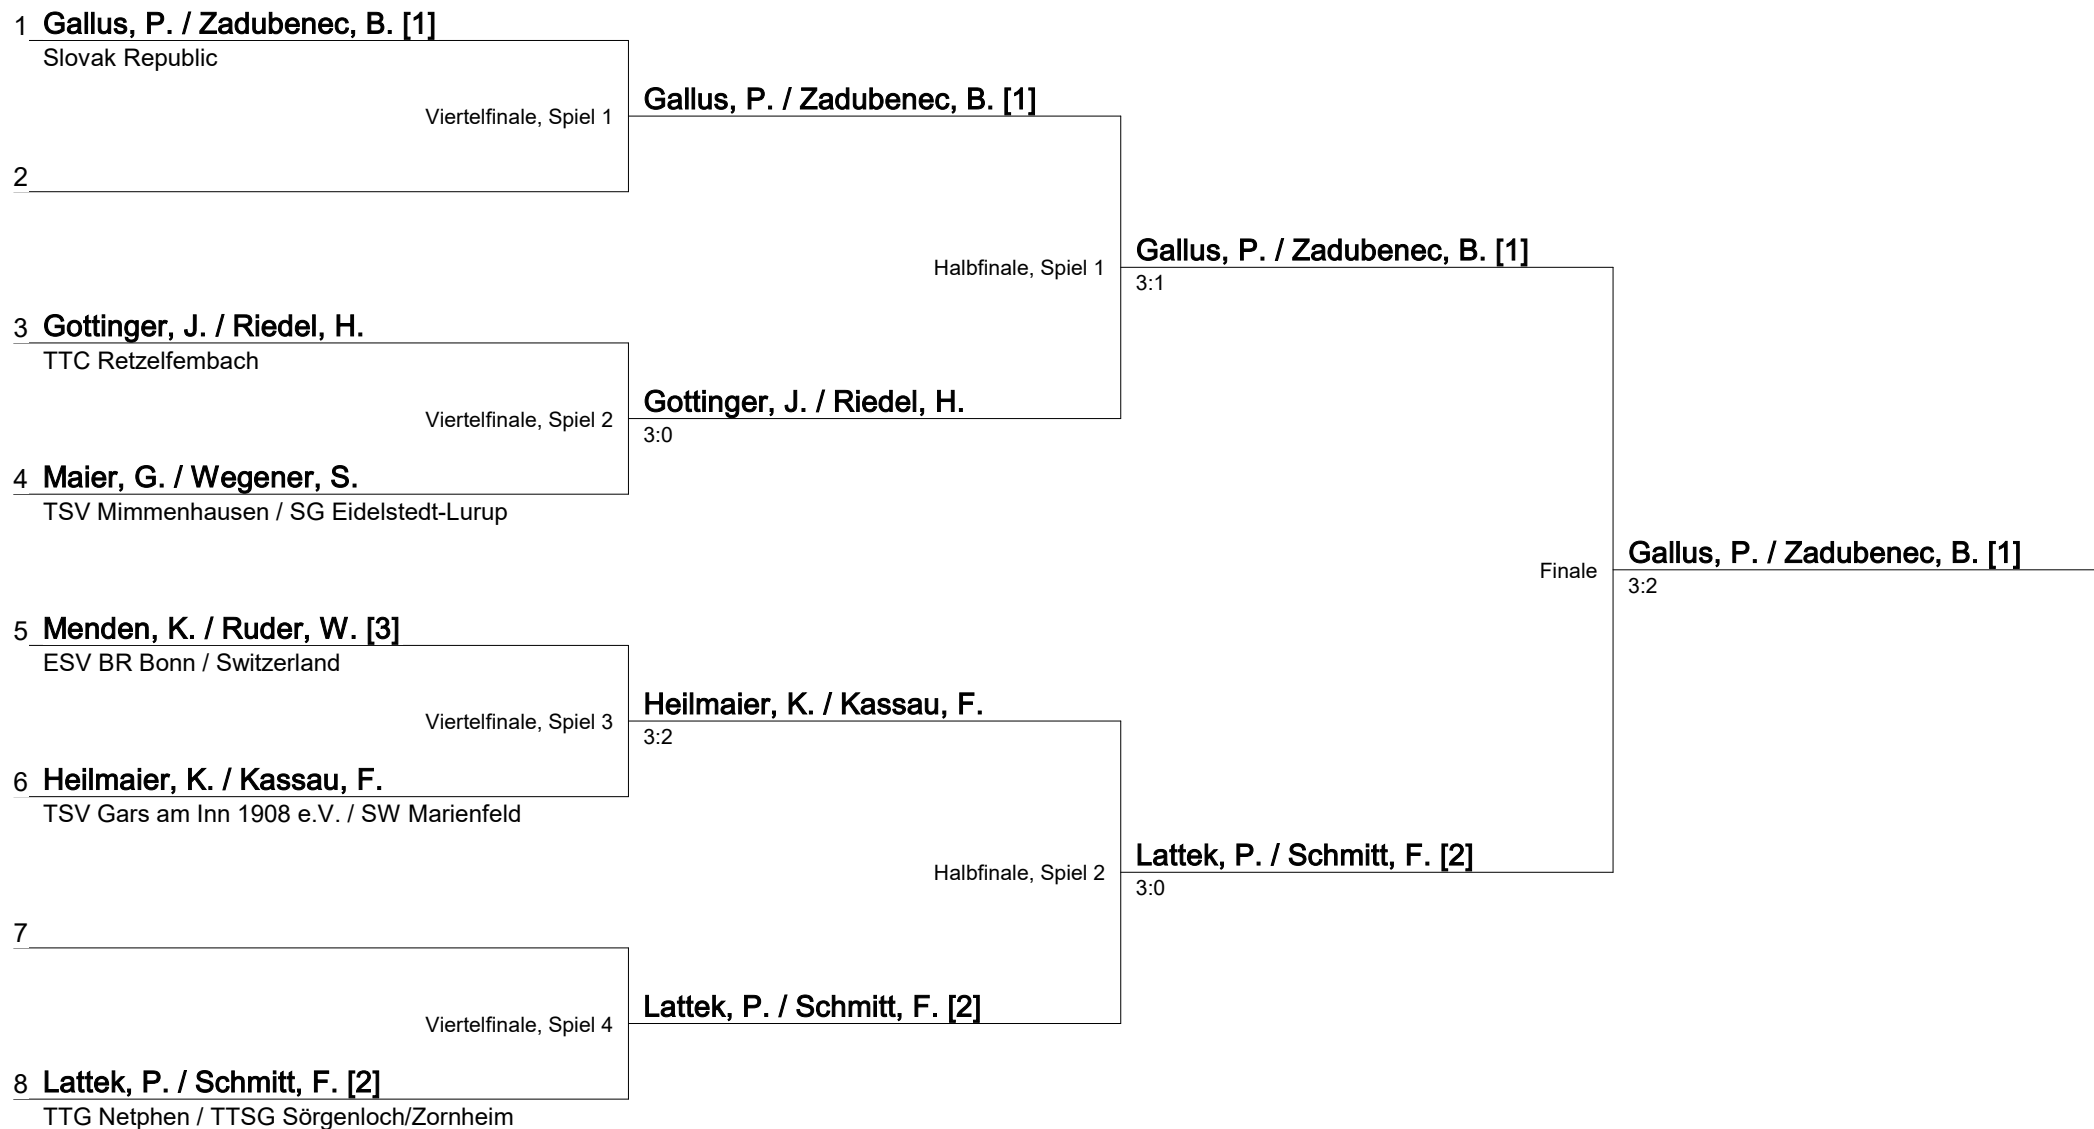 1 Gallus, P. / Zadubenec, B. [1]
Slovak Republic
Viertelfinale, Spiel 1
Gallus, P. / Zadubenec, B. [1]
2
Halbfinale, Spiel 1
Gallus, P. / Zadubenec, B. [1]
3:1
3 Gottinger, J. / Riedel, H.
TTC Retzelfembach
Viertelfinale, Spiel 2
Gottinger, J. / Riedel, H.
3:0
4 Maier, G. / Wegener, S.
TSV Mimmenhausen / SG Eidelstedt-Lurup
Finale
Gallus, P. / Zadubenec, B. [1]
3:2
5 Menden, K. / Ruder, W. [3]
ESV BR Bonn / Switzerland
Viertelfinale, Spiel 3
Heilmaier, K. / Kassau, F.
3:2
6 Heilmaier, K. / Kassau, F.
TSV Gars am Inn 1908 e.V. / SW Marienfeld
Halbfinale, Spiel 2
Lattek, P. / Schmitt, F. [2]
3:0
7
Viertelfinale, Spiel 4
Lattek, P. / Schmitt, F. [2]
8 Lattek, P. / Schmitt, F. [2]
TTG Netphen / TTSG Sörgenloch/Zornheim